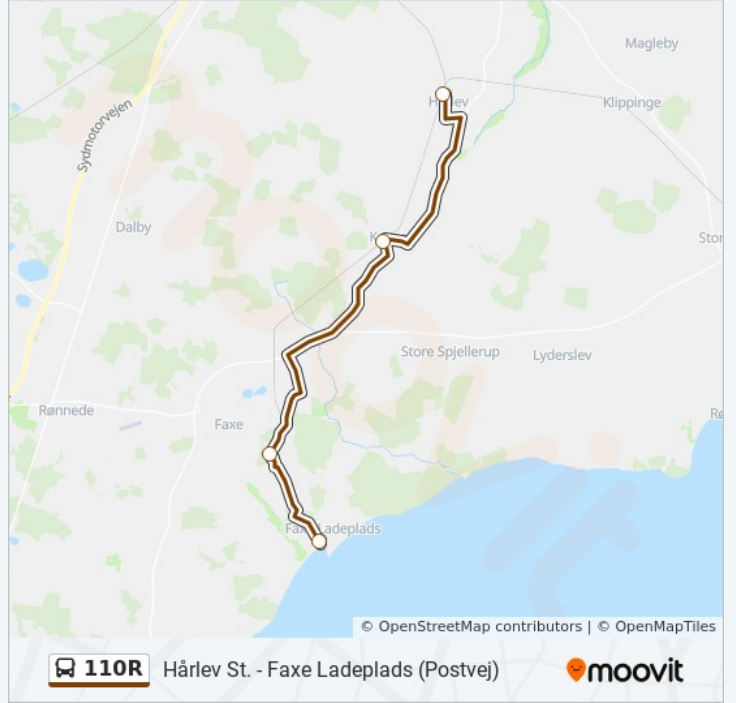 Magleby
Hårlev
Klippinge
Sydmotorvejen
Dalby
Stor
Store Spjellerup
Lyderslev
Rønnede
Faxe
Faxe Ladeplads
© OpenStreetMap contributors | © OpenMapTiles
110R Hårlev St. - Faxe Ladeplads (Postvej)
moovit